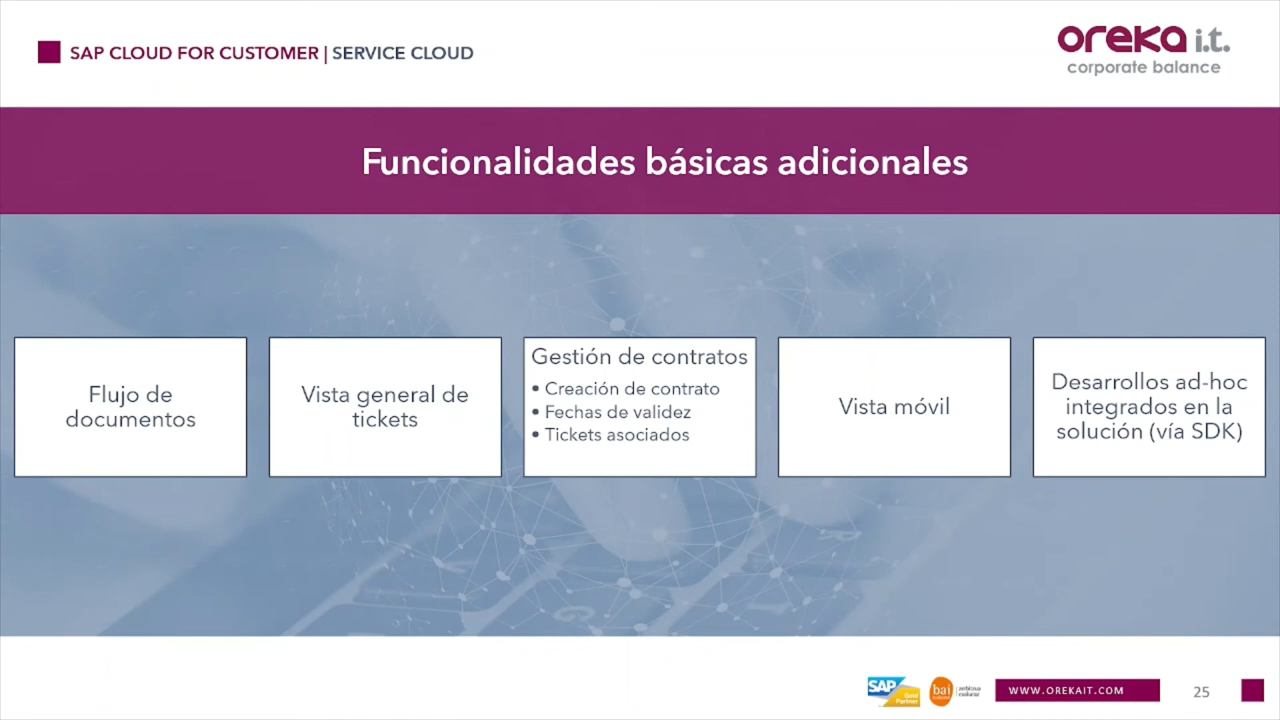 SAP CLOUD FOR CUSTOMER | SERVICE CLOUD
oreka i.t.
corporate balance
Funcionalidades básicas adicionales
Flujo de
documentos
Vista general de
tickets
Gestión de contratos
• Creación de contrato
• Fechas de validez
• Tickets asociados
Vista móvil
Desarrollos ad-hoc
integrados en la
solución (vía SDK)
SAP
Gold
Partner
bai
WWW.OREKAIT.COM
25